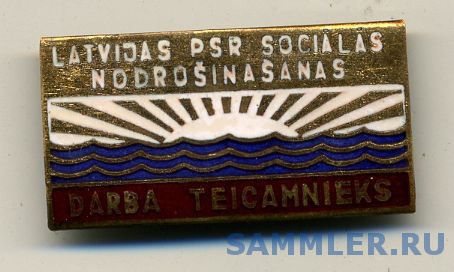 LATVIJAS PSR SOCIĀLĀS
NODROŠINĀŠANAS
DARBA TEICAMNIEKS
SAMMLER.RU